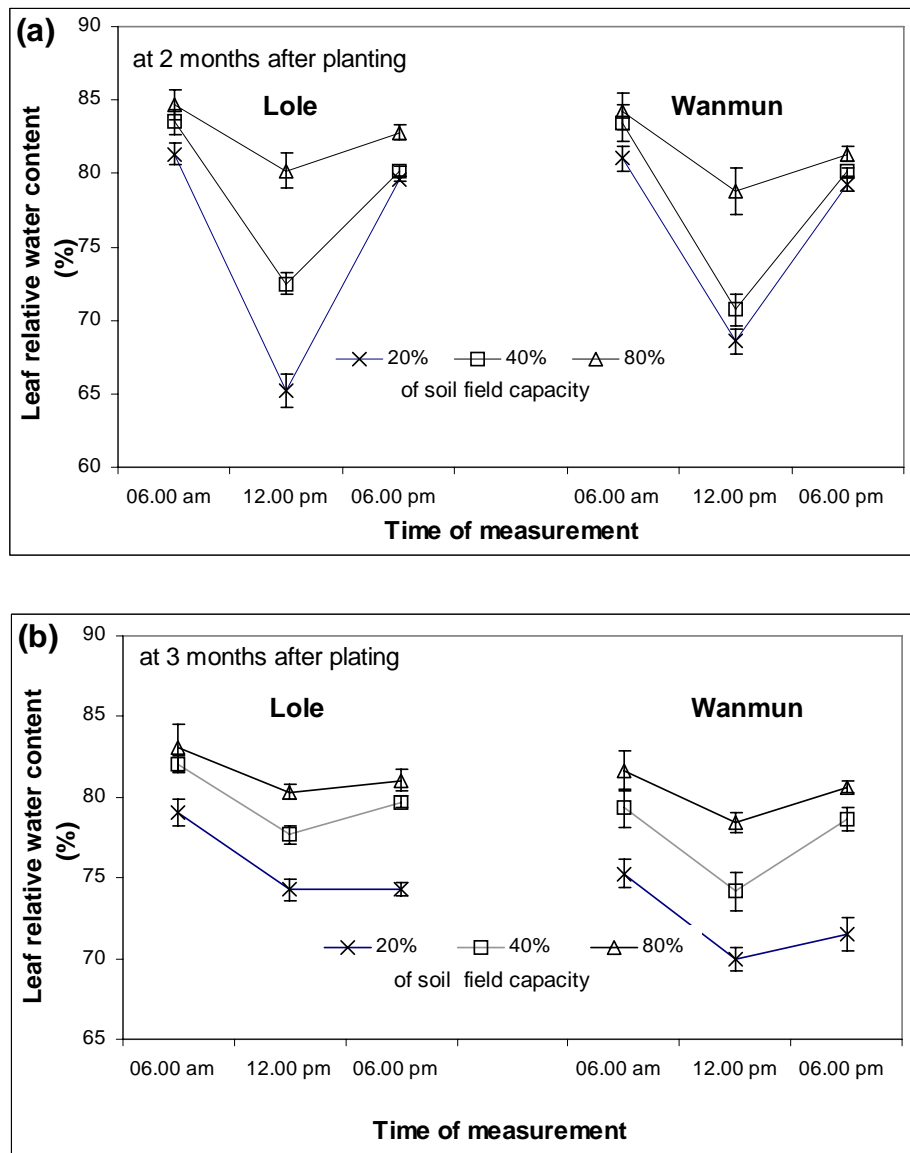 (a)
at 2 months after planting
Lole Wanmun
Leaf relative water content
(%)
90
85
80
75
70
65
60
20% 40% 80%
of soil field capacity
06.00 am 12.00 pm 06.00 pm 06.00 am 12.00 pm 06.00 pm
Time of measurement
(b)
at 3 months after plating
Lole Wanmun
Leaf relative water content
(%)
90
85
80
75
70
65
20% 40% 80%
of soil field capacity
06.00 am 12.00 pm 06.00 pm 06.00 am 12.00 pm 06.00 pm
Time of measurement